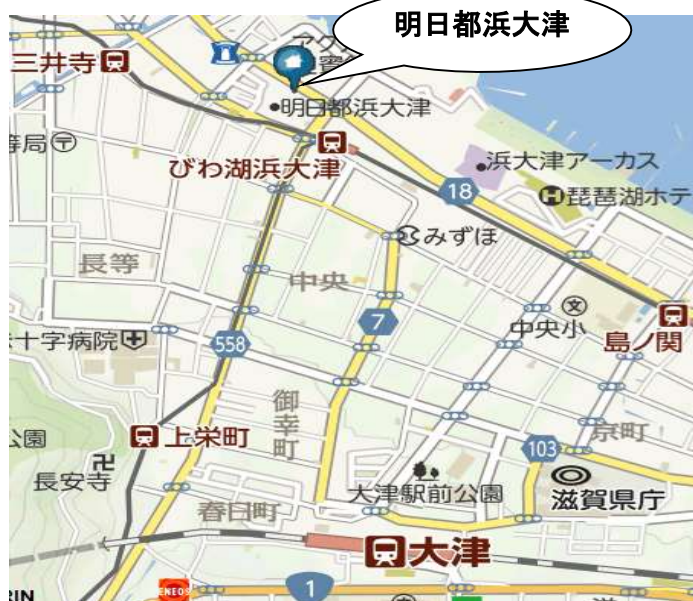 明日都浜大津
三井寺
明日都浜大津
びわ湖浜大津
浜大津アーカス
18
琵琶湖ホテ
みずほ
長等
中央
7
文
中央小
島ノ関
十字病院
558
御幸町
京町
103
公園
上栄町
長安寺
大津駅前公園
滋賀県庁
春日町
大津
ENEOS
1